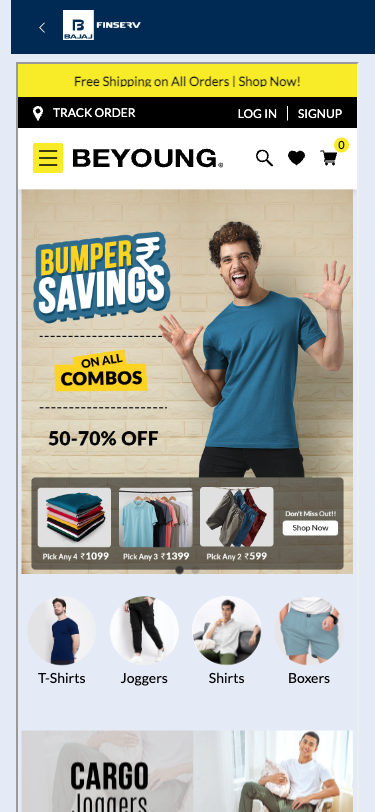 B
BAJAJ
FINSERV
Free Shipping on All Orders | Shop Now!
TRACK ORDER
LOG IN | SIGNUP
BEYOUNG®
0
BUMPER ₹
SAVINGS
ON ALL
COMBOS
50-70% OFF
Don't Miss Out!!
Shop Now
Pick Any 4 ₹1099
Pick Any 3 ₹1399
Pick Any 2 ₹599
T-Shirts
Joggers
Shirts
Boxers
CARGO
Joggers